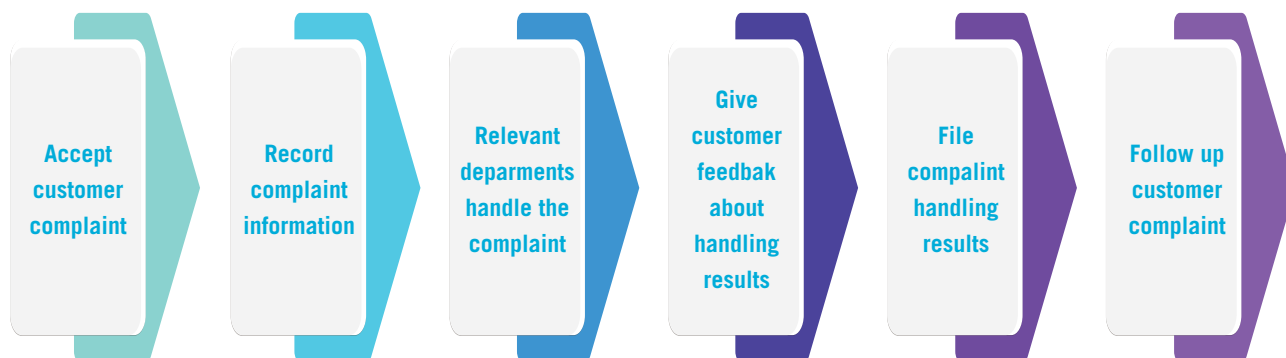 Accept
customer
complaint
Record
complaint
information
Relevant
deparments
handle the
complaint
Give
customer
feedbak
about
handling
results
File
compalint
handling
results
Follow up
customer
complaint